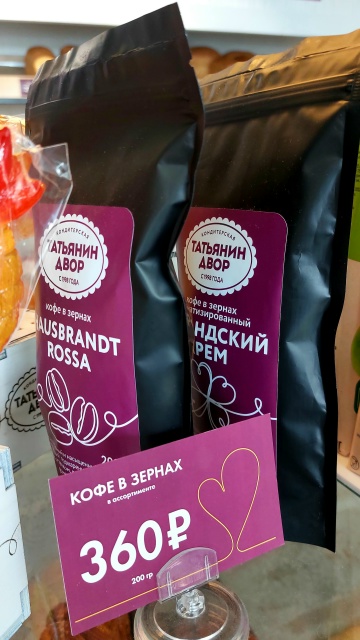 КОНДИТЕРСКАЯ
ТАТЬЯНИН
ДВОР
С 1998 ГОДА
кофе в зернах
AUSBRANDT
ROSSA
КОНДИТЕРСКАЯ
ТАТЬЯНИН
ДВОР
С 1998 ГОДА
кофе в зернах
тизированный
НДСКИЙ
РЕМ
КОФЕ В ЗЕРНАХ
в ассортименте
360₽
200 гр